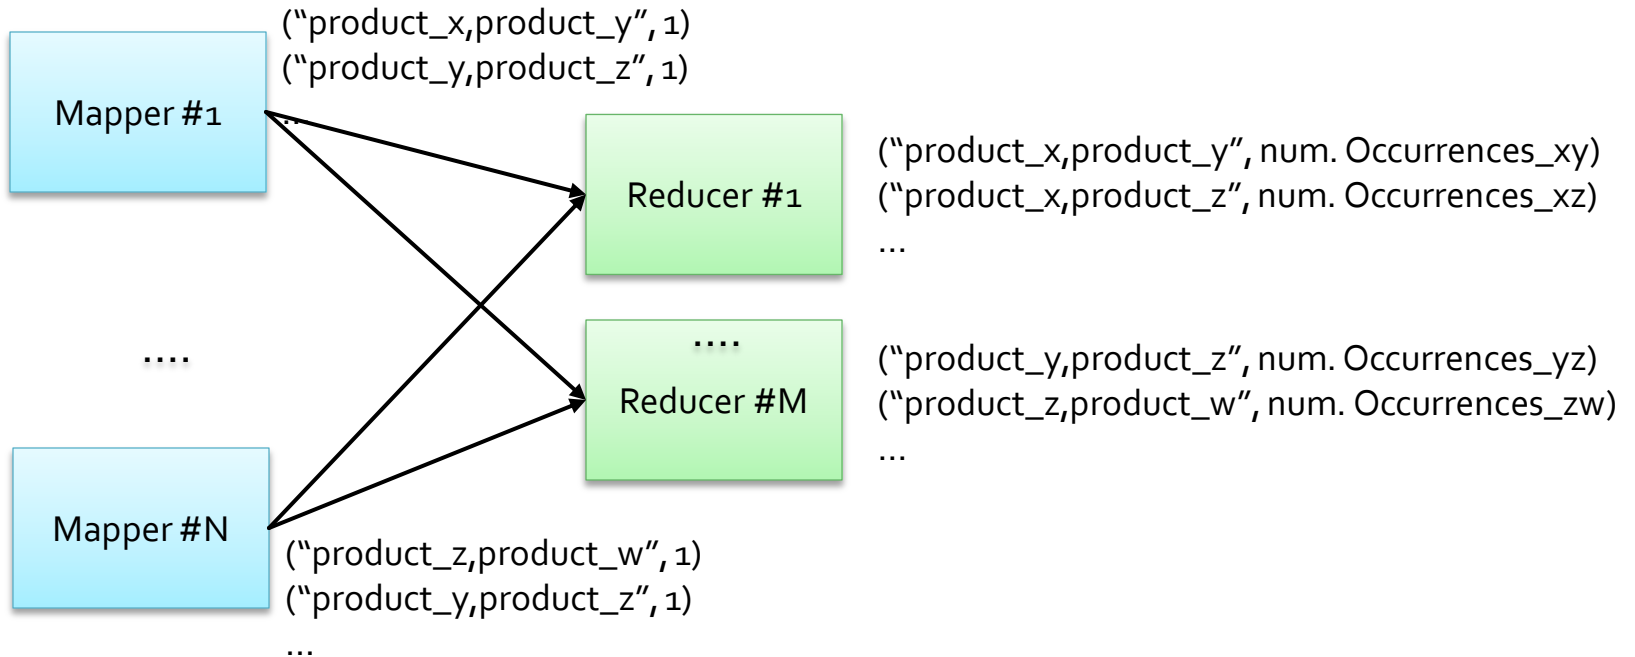 ("product_x,product_y", 1)
("product_y,product_z", 1)
...
Mapper #1
Reducer #1
("product_x,product_y", num. Occurrences_xy)
("product_x,product_z", num. Occurrences_xz)
...
....
....
Reducer #M
("product_y,product_z", num. Occurrences_yz)
("product_z,product_w", num. Occurrences_zw)
...
Mapper #N
("product_z,product_w", 1)
("product_y,product_z", 1)
...